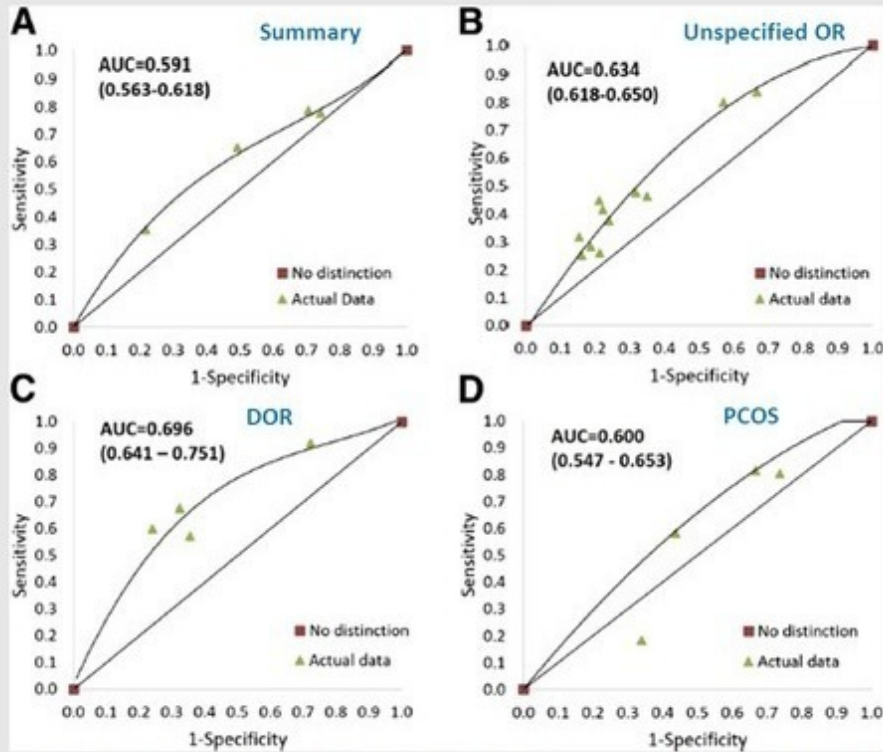 A
Summary
AUC=0.591
(0.563-0.618)
1.0
0.9
0.8
0.7
0.6
0.5
0.4
0.3
0.2
0.1
0.0
Sensitivity
No distinction
Actual Data
0.0 0.1 0.2 0.3 0.4 0.5 0.6 0.7 0.8 0.9 1.0
1-Specificity
B
Unspecified OR
AUC=0.634
(0.618-0.650)
1.0
0.9
0.8
0.7
0.6
0.5
0.4
0.3
0.2
0.1
0.0
Sensitivity
No distinction
Actual data
0.0 0.1 0.2 0.3 0.4 0.5 0.6 0.7 0.8 0.9 1.0
1-Specificity
C
DOR
AUC=0.696
(0.641 – 0.751)
1.0
0.9
0.8
0.7
0.6
0.5
0.4
0.3
0.2
0.1
0.0
Sensitivity
No distinction
Actual data
0.0 0.1 0.2 0.3 0.4 0.5 0.6 0.7 0.8 0.9 1.0
1-Specificity
D
PCOS
AUC=0.600
(0.547 - 0.653)
1.0
0.9
0.8
0.7
0.6
0.5
0.4
0.3
0.2
0.1
0.0
Sensitivity
No distinction
Actual data
0.0 0.1 0.2 0.3 0.4 0.5 0.6 0.7 0.8 0.9 1.0
1-Specificity